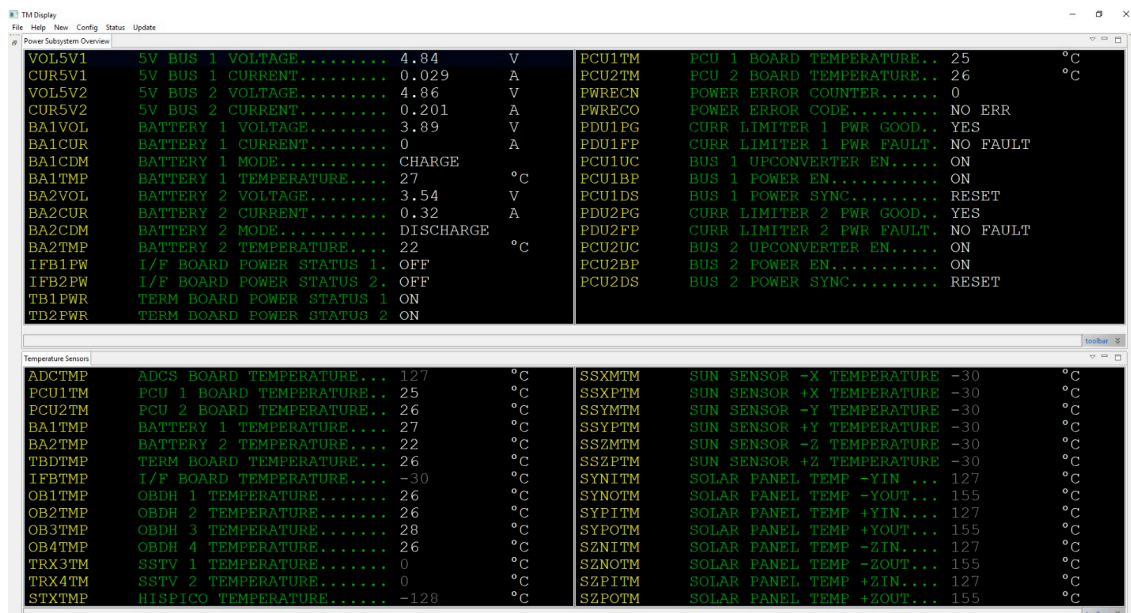 TM Display
File Help New Config Status Update
Power Subsystem Overview
VOL5V1 5V BUS 1 VOLTAGE......... 4.84 V
CUR5V1 5V BUS 1 CURRENT......... 0.029 A
VOL5V2 5V BUS 2 VOLTAGE......... 4.86 V
CUR5V2 5V BUS 2 CURRENT......... 0.201 A
BA1VOL BATTERY 1 VOLTAGE........ 3.89 V
BA1CUR BATTERY 1 CURRENT........ 0 A
BA1CDM BATTERY 1 MODE........... CHARGE
BA1TMP BATTERY 1 TEMPERATURE.... 27 °C
BA2VOL BATTERY 2 VOLTAGE........ 3.54 V
BA2CUR BATTERY 2 CURRENT........ 0.32 A
BA2CDM BATTERY 2 MODE........... DISCHARGE
BA2TMP BATTERY 2 TEMPERATURE.... 22 °C
IFB1PW I/F BOARD POWER STATUS 1. OFF
IFB2PW I/F BOARD POWER STATUS 2. OFF
TB1PWR TERM BOARD POWER STATUS 1 ON
TB2PWR TERM BOARD POWER STATUS 2 ON
PCU1TM PCU 1 BOARD TEMPERATURE.. 25 °C
PCU2TM PCU 2 BOARD TEMPERATURE.. 26 °C
PWRECN POWER ERROR COUNTER...... 0
PWRECO POWER ERROR CODE......... NO ERR
PDU1PG CURR LIMITER 1 PWR GOOD.. YES
PDU1FP CURR LIMITER 1 PWR FAULT. NO FAULT
PCU1UC BUS 1 UPCONVERTER EN..... ON
PCU1BP BUS 1 POWER EN........... ON
PCU1DS BUS 1 POWER SYNC......... RESET
PDU2PG CURR LIMITER 2 PWR GOOD.. YES
PDU2FP CURR LIMITER 2 PWR FAULT. NO FAULT
PCU2UC BUS 2 UPCONVERTER EN..... ON
PCU2BP BUS 2 POWER EN........... ON
PCU2DS BUS 2 POWER SYNC......... RESET
toolbar
Temperature Sensors
ADCTMP ADCS BOARD TEMPERATURE... 127 °C
PCU1TM PCU 1 BOARD TEMPERATURE.. 25 °C
PCU2TM PCU 2 BOARD TEMPERATURE.. 26 °C
BA1TMP BATTERY 1 TEMPERATURE.... 27 °C
BA2TMP BATTERY 2 TEMPERATURE.... 22 °C
TBDTMP TERM BOARD TEMPERATURE... 26 °C
IFBTMP I/F BOARD TEMPERATURE.... -30 °C
OB1TMP OBDH 1 TEMPERATURE....... 26 °C
OB2TMP OBDH 2 TEMPERATURE....... 26 °C
OB3TMP OBDH 3 TEMPERATURE....... 28 °C
OB4TMP OBDH 4 TEMPERATURE....... 26 °C
TRX3TM SSTV 1 TEMPERATURE....... 0 °C
TRX4TM SSTV 2 TEMPERATURE....... 0 °C
STXTMP HISPICO TEMPERATURE...... -128 °C
SSXMTM SUN SENSOR -X TEMPERATURE -30 °C
SSXPTM SUN SENSOR +X TEMPERATURE -30 °C
SSYMTM SUN SENSOR -Y TEMPERATURE -30 °C
SSYPTM SUN SENSOR +Y TEMPERATURE -30 °C
SSZMTM SUN SENSOR -Z TEMPERATURE -30 °C
SSZPTM SUN SENSOR +Z TEMPERATURE -30 °C
SYNITM SOLAR PANEL TEMP -YIN ... 127 °C
SYNOTM SOLAR PANEL TEMP -YOUT... 155 °C
SYPITM SOLAR PANEL TEMP +YIN.... 127 °C
SYPOTM SOLAR PANEL TEMP +YOUT... 155 °C
SZNITM SOLAR PANEL TEMP -ZIN.... 127 °C
SZNOTM SOLAR PANEL TEMP -ZOUT... 155 °C
SZPITM SOLAR PANEL TEMP +ZIN.... 127 °C
SZPOTM SOLAR PANEL TEMP +ZOUT... 155 °C